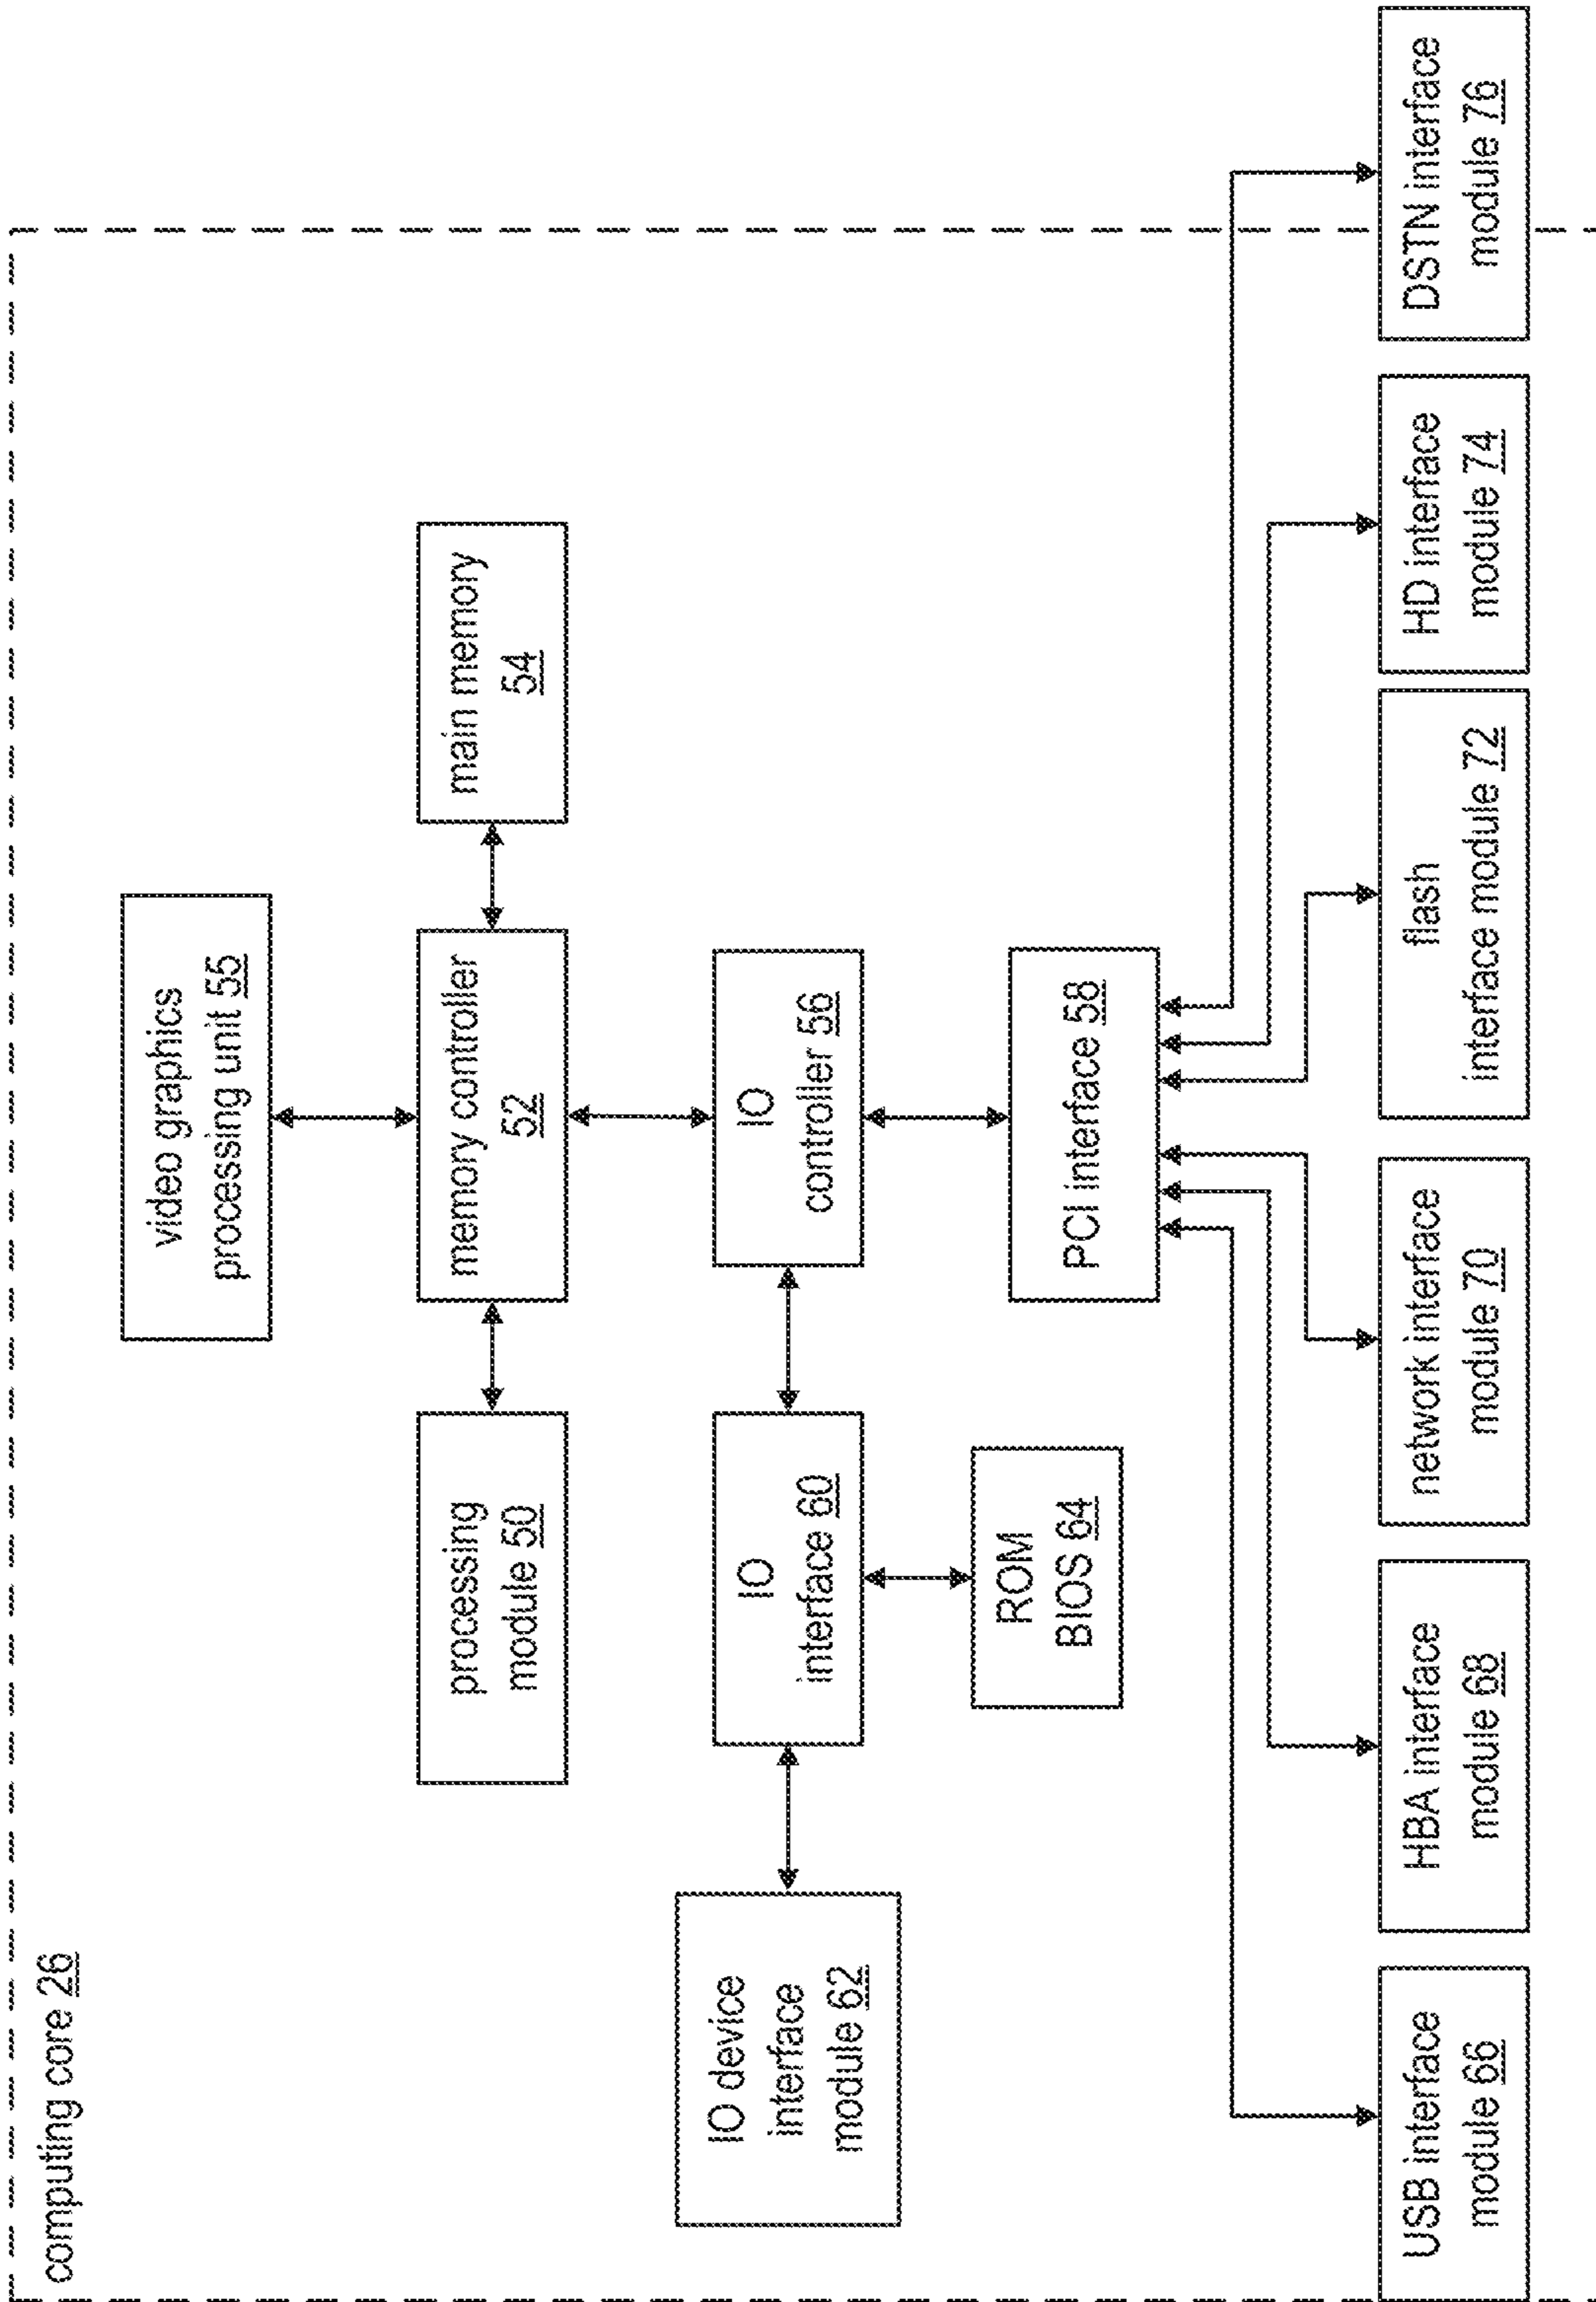 computing core 26
video graphics
processing unit 55
processing
module 50
memory controller
52
main memory
54
IO device
interface
module 62
IO
interface 60
IO
controller 56
ROM
BIOS 64
PCI interface 58
USB interface
module 66
HBA interface
module 68
network interface
module 70
flash
interface module 72
HD interface
module 74
DSTN interface
module 76